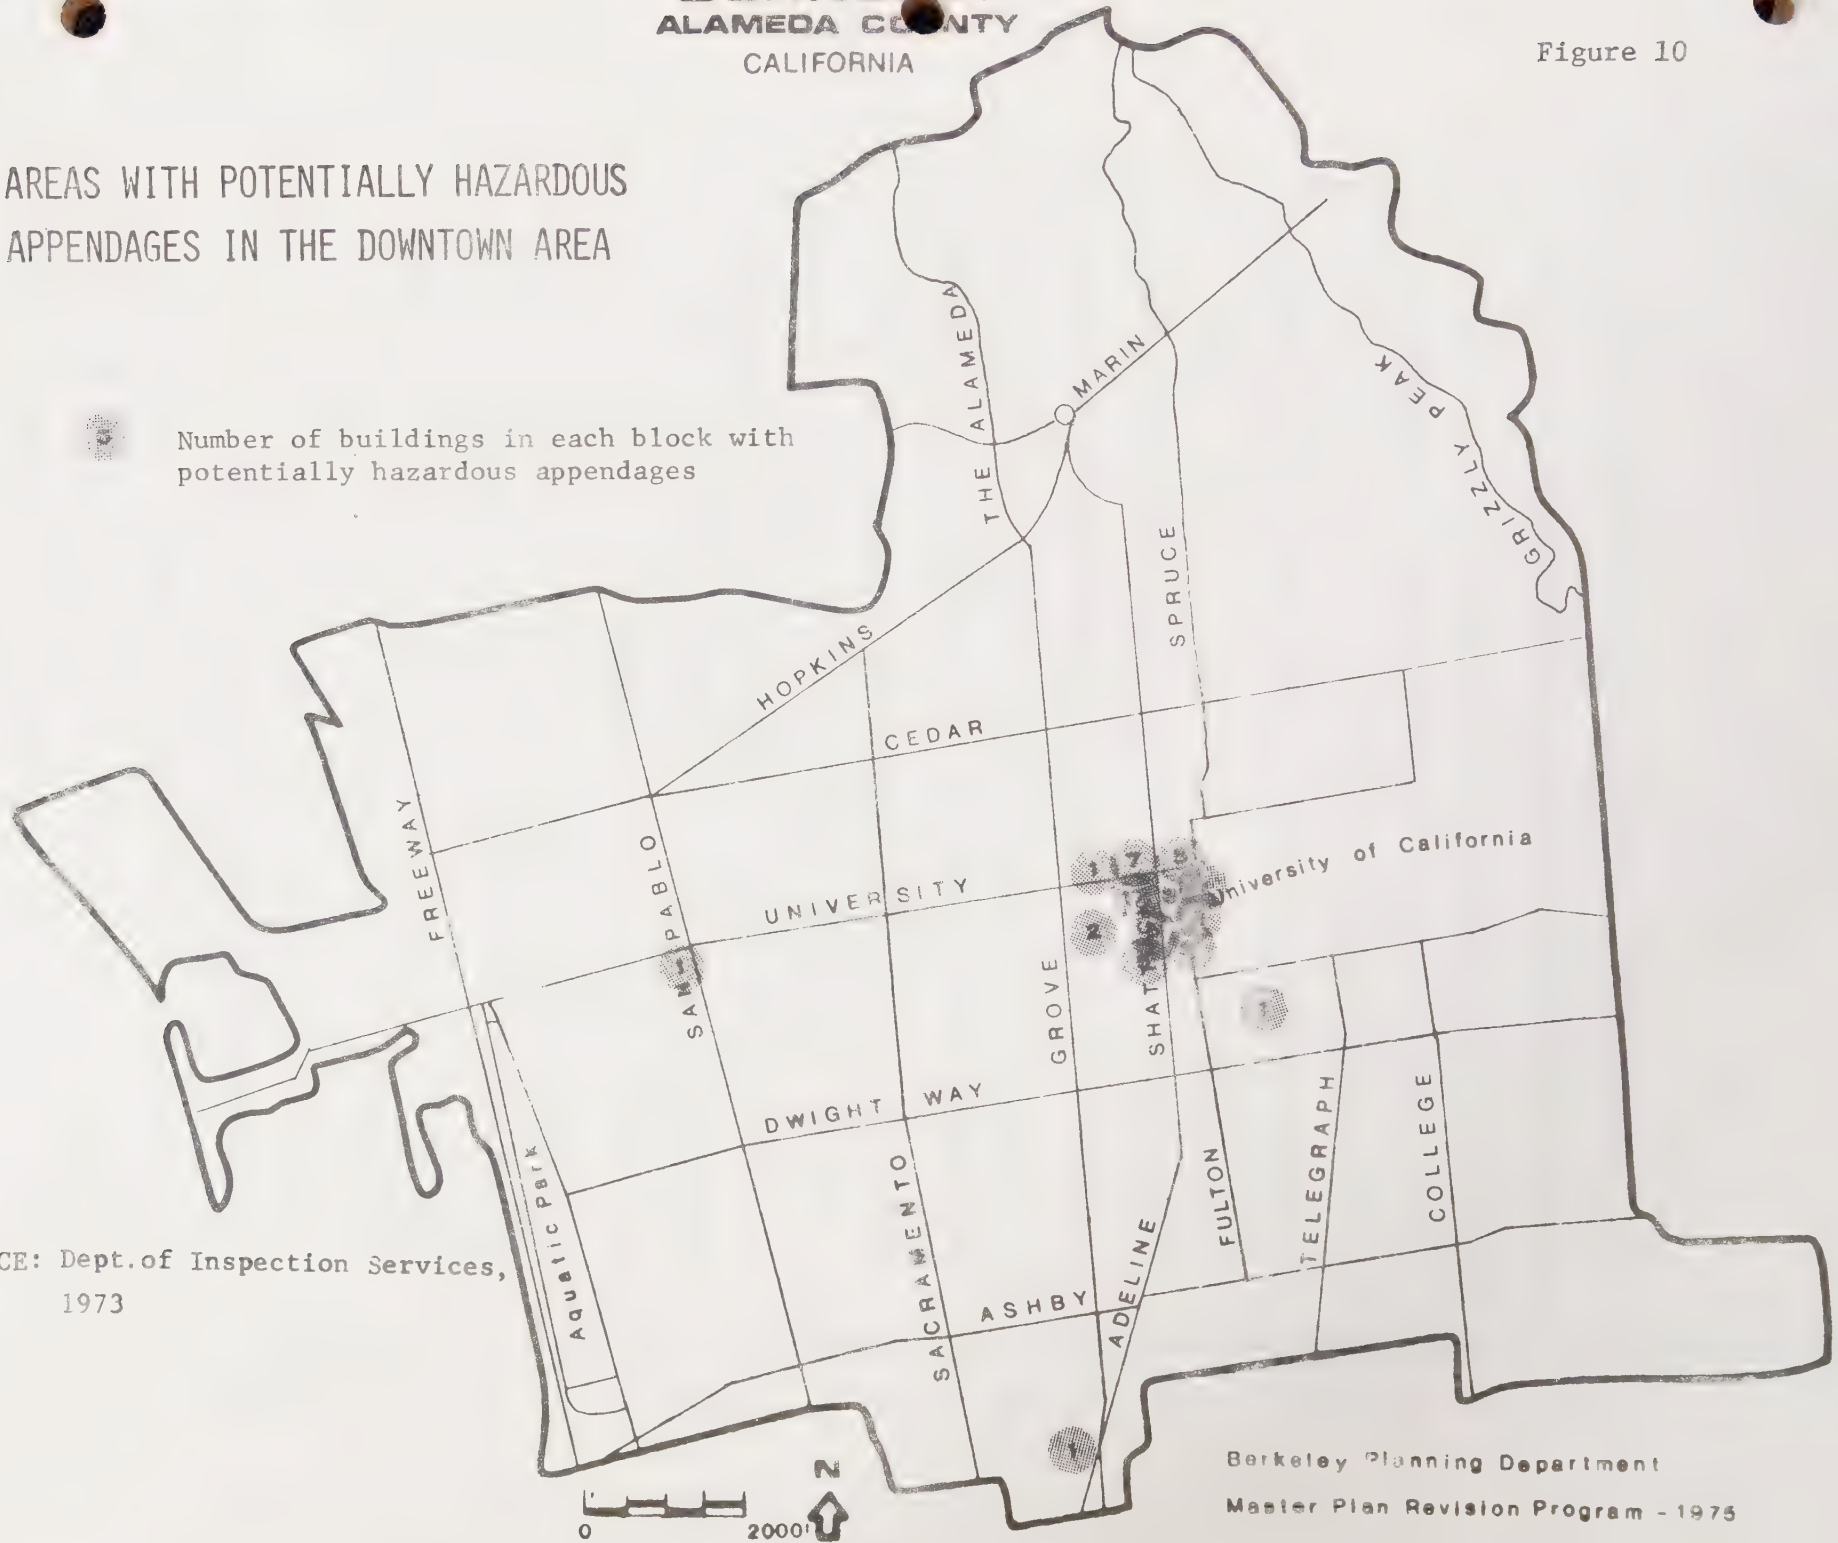 ALAMEDA COUNTY
CALIFORNIA
Figure 10
AREAS WITH POTENTIALLY HAZARDOUS
APPENDAGES IN THE DOWNTOWN AREA
Number of buildings in each block with
potentially hazardous appendages
THE ALAMEDA
MARIN
GRIZZLY PEAK
SPRUCE
HOPKINS
CEDAR
FREEWAY
SAN PABLO
UNIVERSITY
1 7
University of California
2
1
GROVE
SHAT
DWIGHT WAY
Aquatic Park
SACRAMENTO
FULTON
TELEGRAPH
COLLEGE
ADELINE
ASHBY
CE: Dept.of Inspection Services,
1973
1
N
0 2000'
Berkeley Planning Department
Master Plan Revision Program - 1975